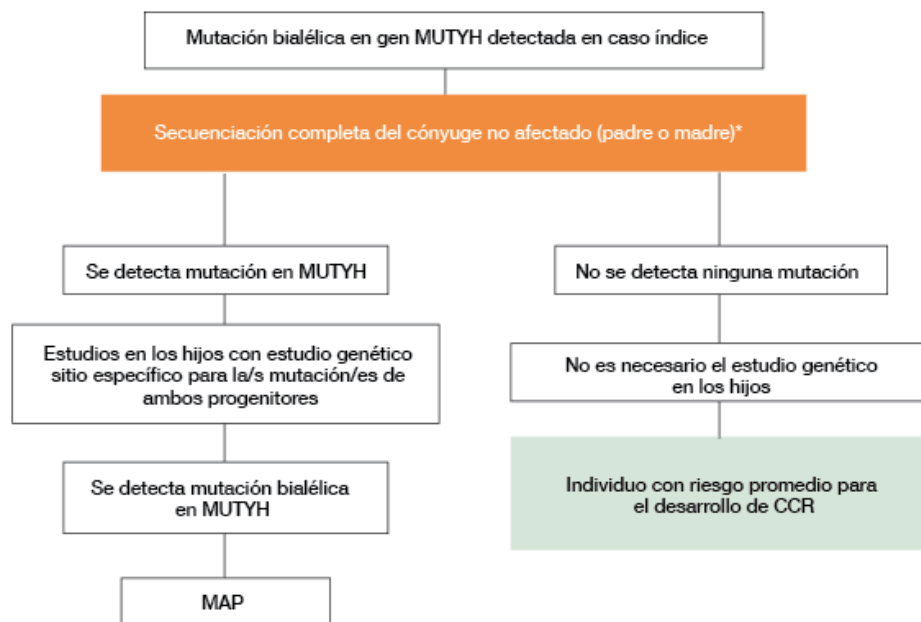 Mutación bialélica en gen MUTYH detectada en caso índice
Secuenciación completa del cónyuge no afectado (padre o madre)*
Se detecta mutación en MUTYH
No se detecta ninguna mutación
Estudios en los hijos con estudio genético
sitio específico para la/s mutación/es de
ambos progenitores
No es necesario el estudio genético
en los hijos
Se detecta mutación bialélica
en MUTYH
Individuo con riesgo promedio para
el desarrollo de CCR
MAP